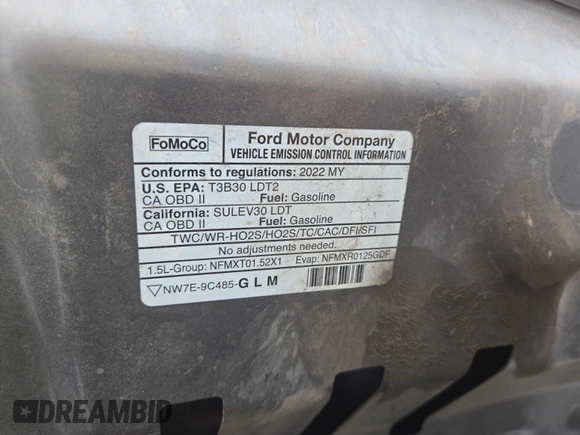 FoMoCo
Ford Motor Company
VEHICLE EMISSION CONTROL INFORMATION
Conforms to regulations: 2022 MY
U.S. EPA: T3B30 LDT2
CA OBD II Fuel: Gasoline
California: SULEV30 LDT
CA OBD II Fuel: Gasoline
TWC/WR-HO2S/HO2S/TC/CAC/DFI/SFI
No adjustments needed.
1.5L-Group: NFMXT01.52X1 Evap: NFMXR0125GDF
NW7E-9C485-GLM
DREAMBID